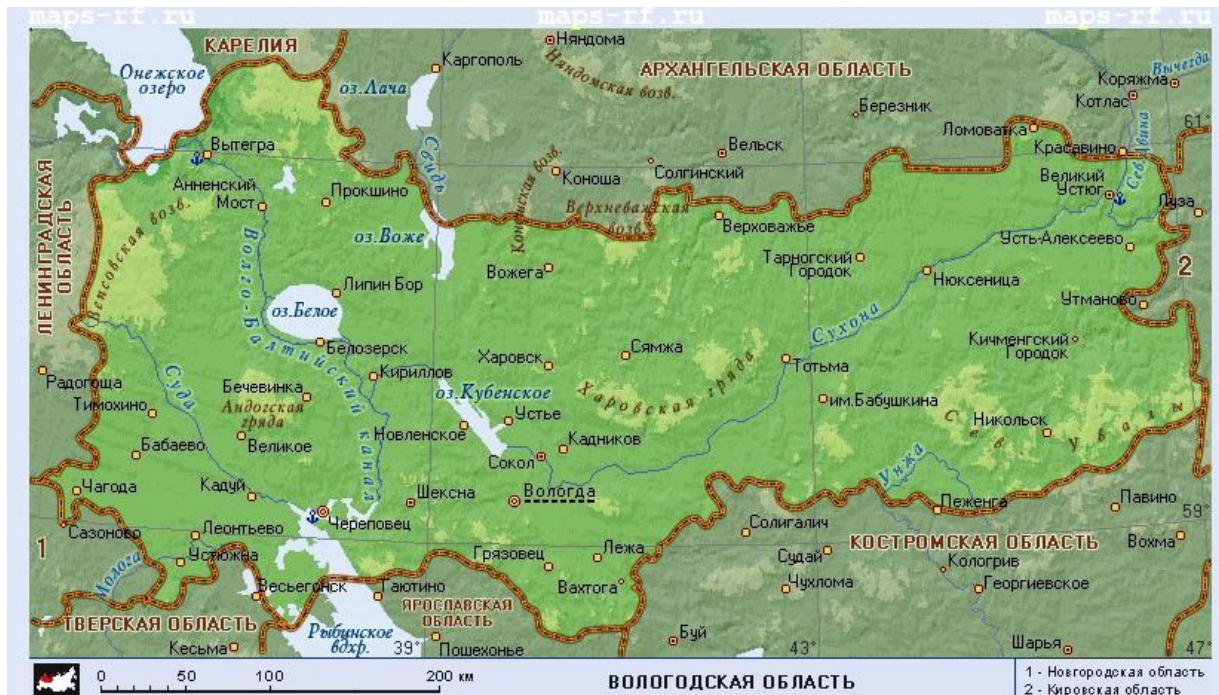 maps-rf.ru maps-rf.ru maps-rf.ru
КАРЕЛИЯ
Няндома
Онежское
озеро
оз.Лача
Каргополь
Няндомская возв.
АРХАНГЕЛЬСКАЯ ОБЛАСТЬ
Вычегда
Коряжма
Котлас
Березник
61°
Ломоватка
Сев.Двина
Красавино
Вытегра
Свидь
Вельск
Солгинский
Коноша
Коношская возв.
Великий
Устюг
Анненский
Мост
Прокшино
Верхневажская
возв.
Верховажье
Луза
ЛЕНИНГРАДСКАЯ
ОБЛАСТЬ
Вепсовская возв.
оз.Воже
Усть-Алексеево
Вожега
Тарногский
Городок
Нюксеница
2
Волго-Балтийский канал
Липин Бор
оз.Белое
Утманово
Сухона
Белозерск
Харовск
Сямжа
Кичменгский
Городок
Тотьма
Радогоща
Кириллов
Суда
Бечевинка
оз.Кубенское
Харовская гряда
Тимохино
Андогская
гряда
Устье
им.Бабушкина
Сев. Увалы
Никольск
Великое
Новленское
Кадников
Бабаево
Сокол
Унжа
Чагода
Кадуй
Шексна
Вологда
Пеженга
Павино
Череповец
59°
Сазоново
Леонтьево
Солигалич
1
Устюжна
Грязовец
Лежа
Судай
КОСТРОМСКАЯ ОБЛАСТЬ
Вохма
Молога
Весьегонск
Таютино
Вахтога
Чухлома
Кологрив
Георгиевское
ЯРОСЛАВСКАЯ
ОБЛАСТЬ
ТВЕРСКАЯ ОБЛАСТЬ
Рыбинское
вдхр.
Кесьма
39°
Пошехонье
Буй
43°
Шарья
47°
0 50 100 200 км
ВОЛОГОДСКАЯ ОБЛАСТЬ
1 - Новгородская область
2 - Кировская область